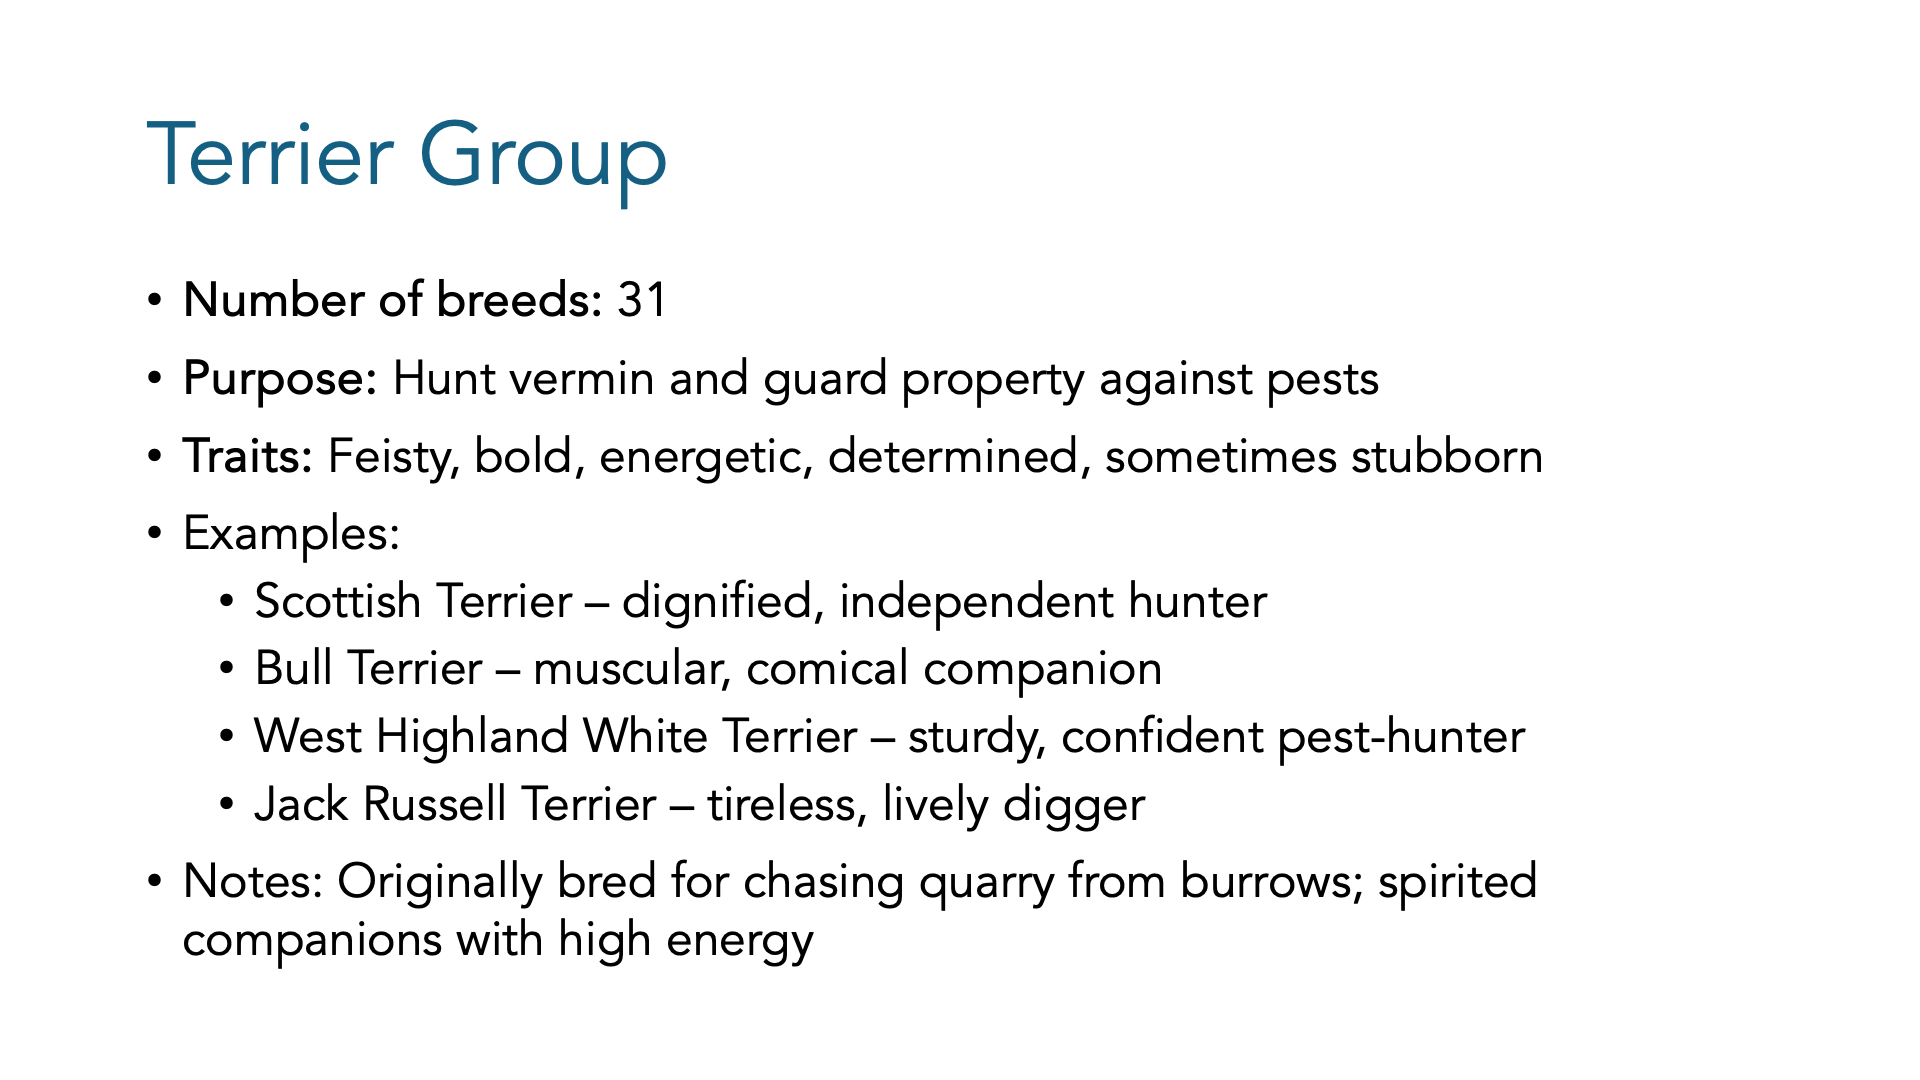 Terrier Group
• Number of breeds: 31
• Purpose: Hunt vermin and guard property against pests
• Traits: Feisty, bold, energetic, determined, sometimes stubborn
• Examples:
• Scottish Terrier – dignified, independent hunter
• Bull Terrier – muscular, comical companion
• West Highland White Terrier – sturdy, confident pest-hunter
• Jack Russell Terrier – tireless, lively digger
• Notes: Originally bred for chasing quarry from burrows; spirited
companions with high energy